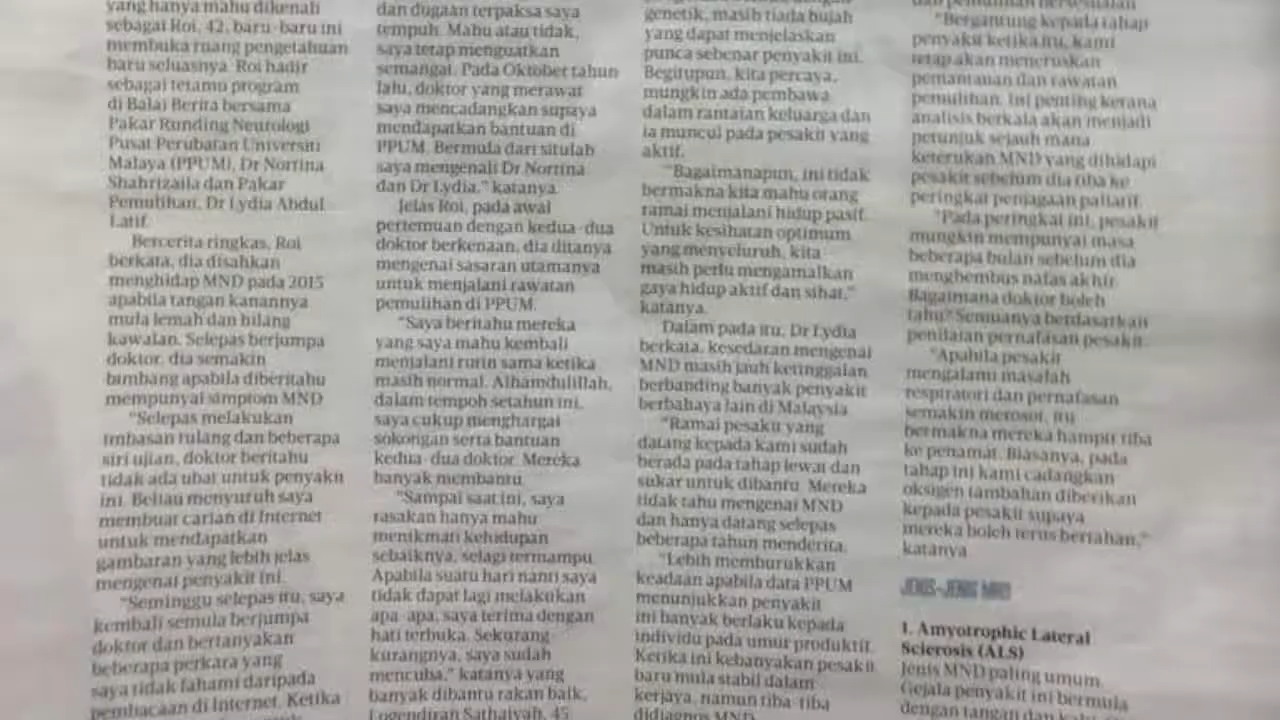 yang hanya mahu dikenali
sebagai Roi, 42, baru-baru ini
membuka ruang pengetahuan
baru seluasnya. Roi hadir
sebagai tetamu program
di Balai Berita bersama
Pakar Runding Neurologi
Pusat Perubatan Universiti
Malaya (PPUM), Dr Nortina
Shahrizaila dan Pakar
Pemulihan, Dr Lydia Abdul
Latif.
Bercerita ringkas, Roi
berkata, dia disahkan
menghidap MND pada 2015
apabila tangan kanannya
mula lemah dan hilang
kawalan. Selepas berjumpa
doktor, dia semakin
bimbang apabila diberitahu
mempunyai simptom MND.
"Selepas melakukan
imbasan tulang dan beberapa
siri ujian, doktor beritahu
tidak ada ubat untuk penyakit
ini. Beliau menyuruh saya
membuat carian di Internet
untuk mendapatkan
gambaran yang lebih jelas
mengenai penyakit ini.
"Seminggu selepas itu, saya
kembali semula berjumpa
doktor dan bertanyakan
beberapa perkara yang
saya tidak fahami daripada
pembacaan di Internet. Ketika
dan dugaan terpaksa saya
tempuh. Mahu atau tidak,
saya tetap menguatkan
semangat. Pada Oktober tahun
lalu, doktor yang merawat
saya mencadangkan supaya
mendapatkan bantuan di
PPUM. Bermula dari situlah
saya mengenali Dr Nortina
dan Dr Lydia," katanya.
Jelas Roi, pada awal
pertemuan dengan kedua-dua
doktor berkenaan, dia ditanya
mengenai sasaran utamanya
untuk menjalani rawatan
pemulihan di PPUM.
"Saya beritahu mereka
yang saya mahu kembali
menjalani rutin sama ketika
masih normal. Alhamdulillah,
dalam tempoh setahun ini,
saya cukup menghargai
sokongan serta bantuan
kedua-dua doktor. Mereka
banyak membantu.
"Sampai saat ini, saya
rasakan hanya mahu
menikmati kehidupan
sebaiknya, selagi termampu.
Apabila suatu hari nanti saya
tidak dapat lagi melakukan
apa-apa, saya terima dengan
hati terbuka. Sekurang-
kurangnya, saya sudah
mencuba," katanya yang
banyak dibantu rakan baik,
Logendiran Sathaiyah, 45
genetik, masih tiada hujah
yang dapat menjelaskan
punca sebenar penyakit ini.
Begitupun, kita percaya,
mungkin ada pembawa
dalam rantaian keluarga dan
ia muncul pada pesakit yang
aktif.
"Bagaimanapun, ini tidak
bermakna kita mahu orang
ramai menjalani hidup pasif.
Untuk kesihatan optimum
yang menyeluruh, kita
masih perlu mengamalkan
gaya hidup aktif dan sihat,"
katanya.
Dalam pada itu, Dr Lydia
berkata, kesedaran mengenai
MND masih jauh ketinggalan
berbanding banyak penyakit
berbahaya lain di Malaysia.
"Ramai pesakit yang
datang kepada kami sudah
berada pada tahap lewat dan
sukar untuk dibantu. Mereka
tidak tahu mengenai MND
dan hanya datang selepas
beberapa tahun menderita.
"Lebih memburukkan
keadaan apabila data PPUM
menunjukkan penyakit
ini banyak berlaku kepada
individu pada umur produktif.
Ketika ini kebanyakan pesakit
baru mula stabil dalam
kerjaya, namun tiba-tiba
didiagnos MND.
"Bergantung kepada tahap
penyakit ketika itu, kami
tetap akan meneruskan
pemantauan dan rawatan
pemulihan. Ini penting kerana
analisis berkala akan menjadi
petunjuk sejauh mana
keterukan MND yang dihidapi
pesakit sebelum dia tiba ke
peringkat penjagaan paliatif.
"Pada peringkat ini, pesakit
mungkin mempunyai masa
beberapa bulan sebelum dia
menghembus nafas akhir.
Bagaimana doktor boleh
tahu? Semuanya berdasarkan
penilaian pernafasan pesakit.
"Apabila pesakit
mengalami masalah
respiratori dan pernafasan
semakin merosot, itu
bermakna mereka hampir tiba
ke penamat. Biasanya, pada
tahap ini kami cadangkan
oksigen tambahan diberikan
kepada pesakit supaya
mereka boleh terus bertahan,"
katanya.
JENIS-JENIS MND
1. Amyotrophic Lateral
Sclerosis (ALS)
Jenis MND paling umum.
Gejala penyakit ini bermula
dengan tangan dan